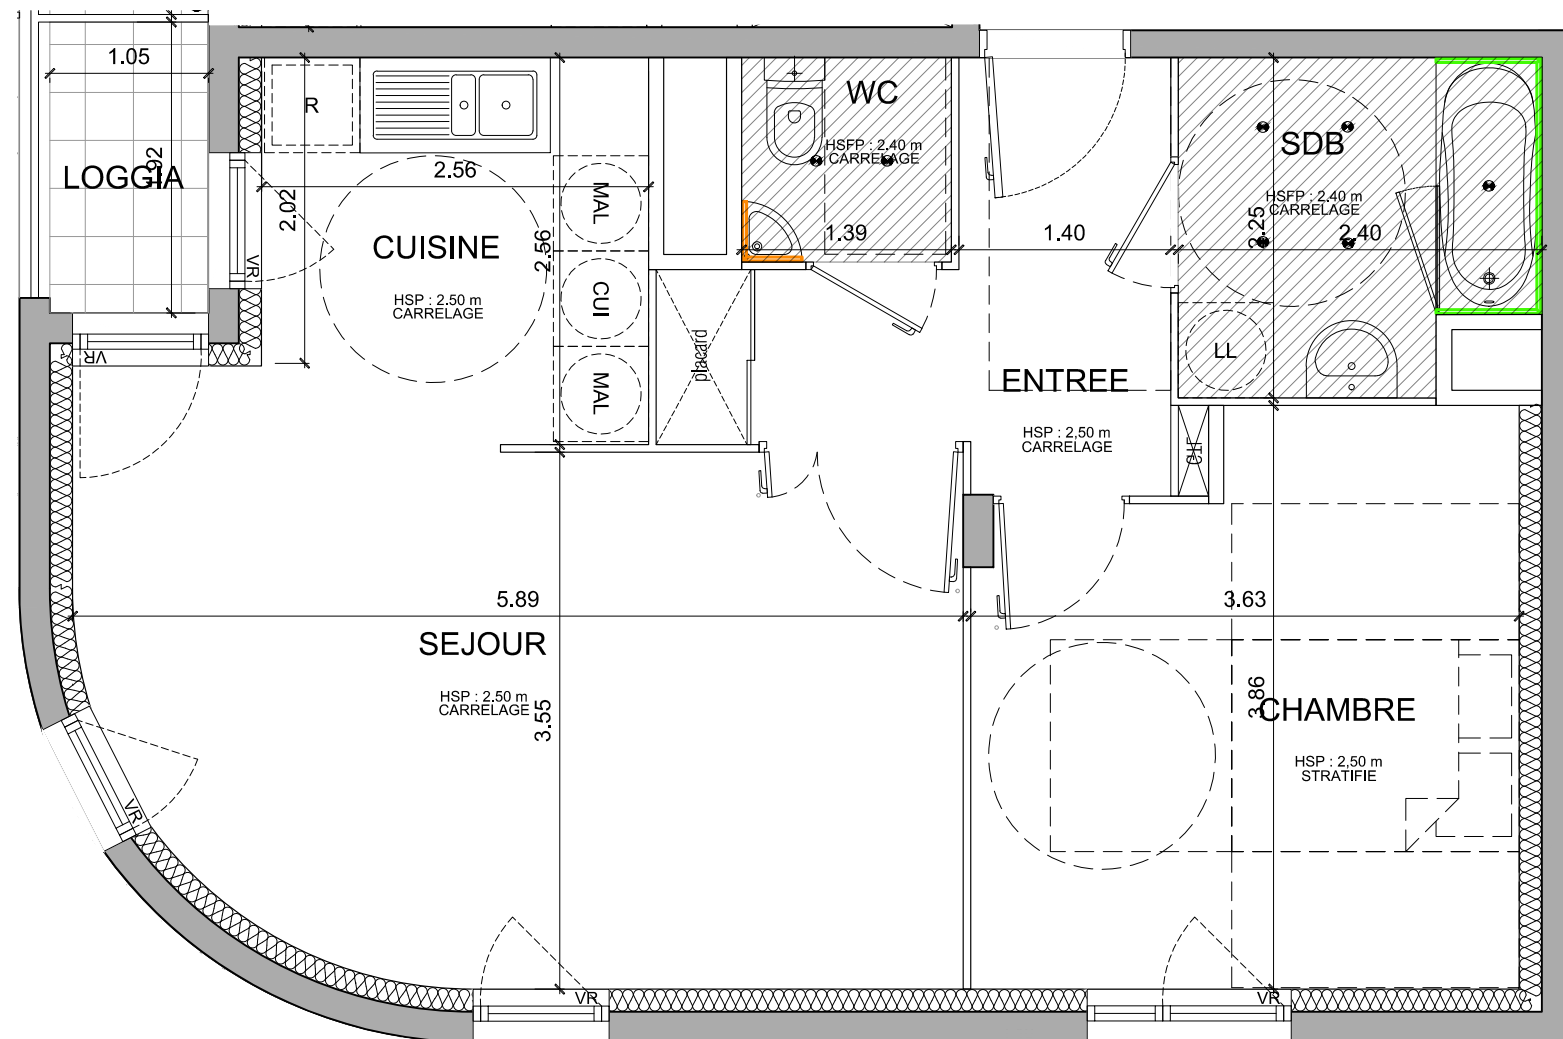 1.05
LOGGIA
1.92
R
2.02
2.56
CUISINE
HSP : 2.50 m
CARRELAGE
2.56
MAL
CUI
MAL
VR
VR
placard
WC
HSFP : 2.40 m
CARRELAGE
1.39
1.40
SDB
HSFP : 2.40 m
CARRELAGE
3.25
2.40
LL
ENTREE
HSP : 2,50 m
CARRELAGE
ETC
5.89
SEJOUR
HSP : 2.50 m
CARRELAGE
3.55
3.63
3.86
CHAMBRE
HSP : 2,50 m
STRATIFIE
VR
VR
VR